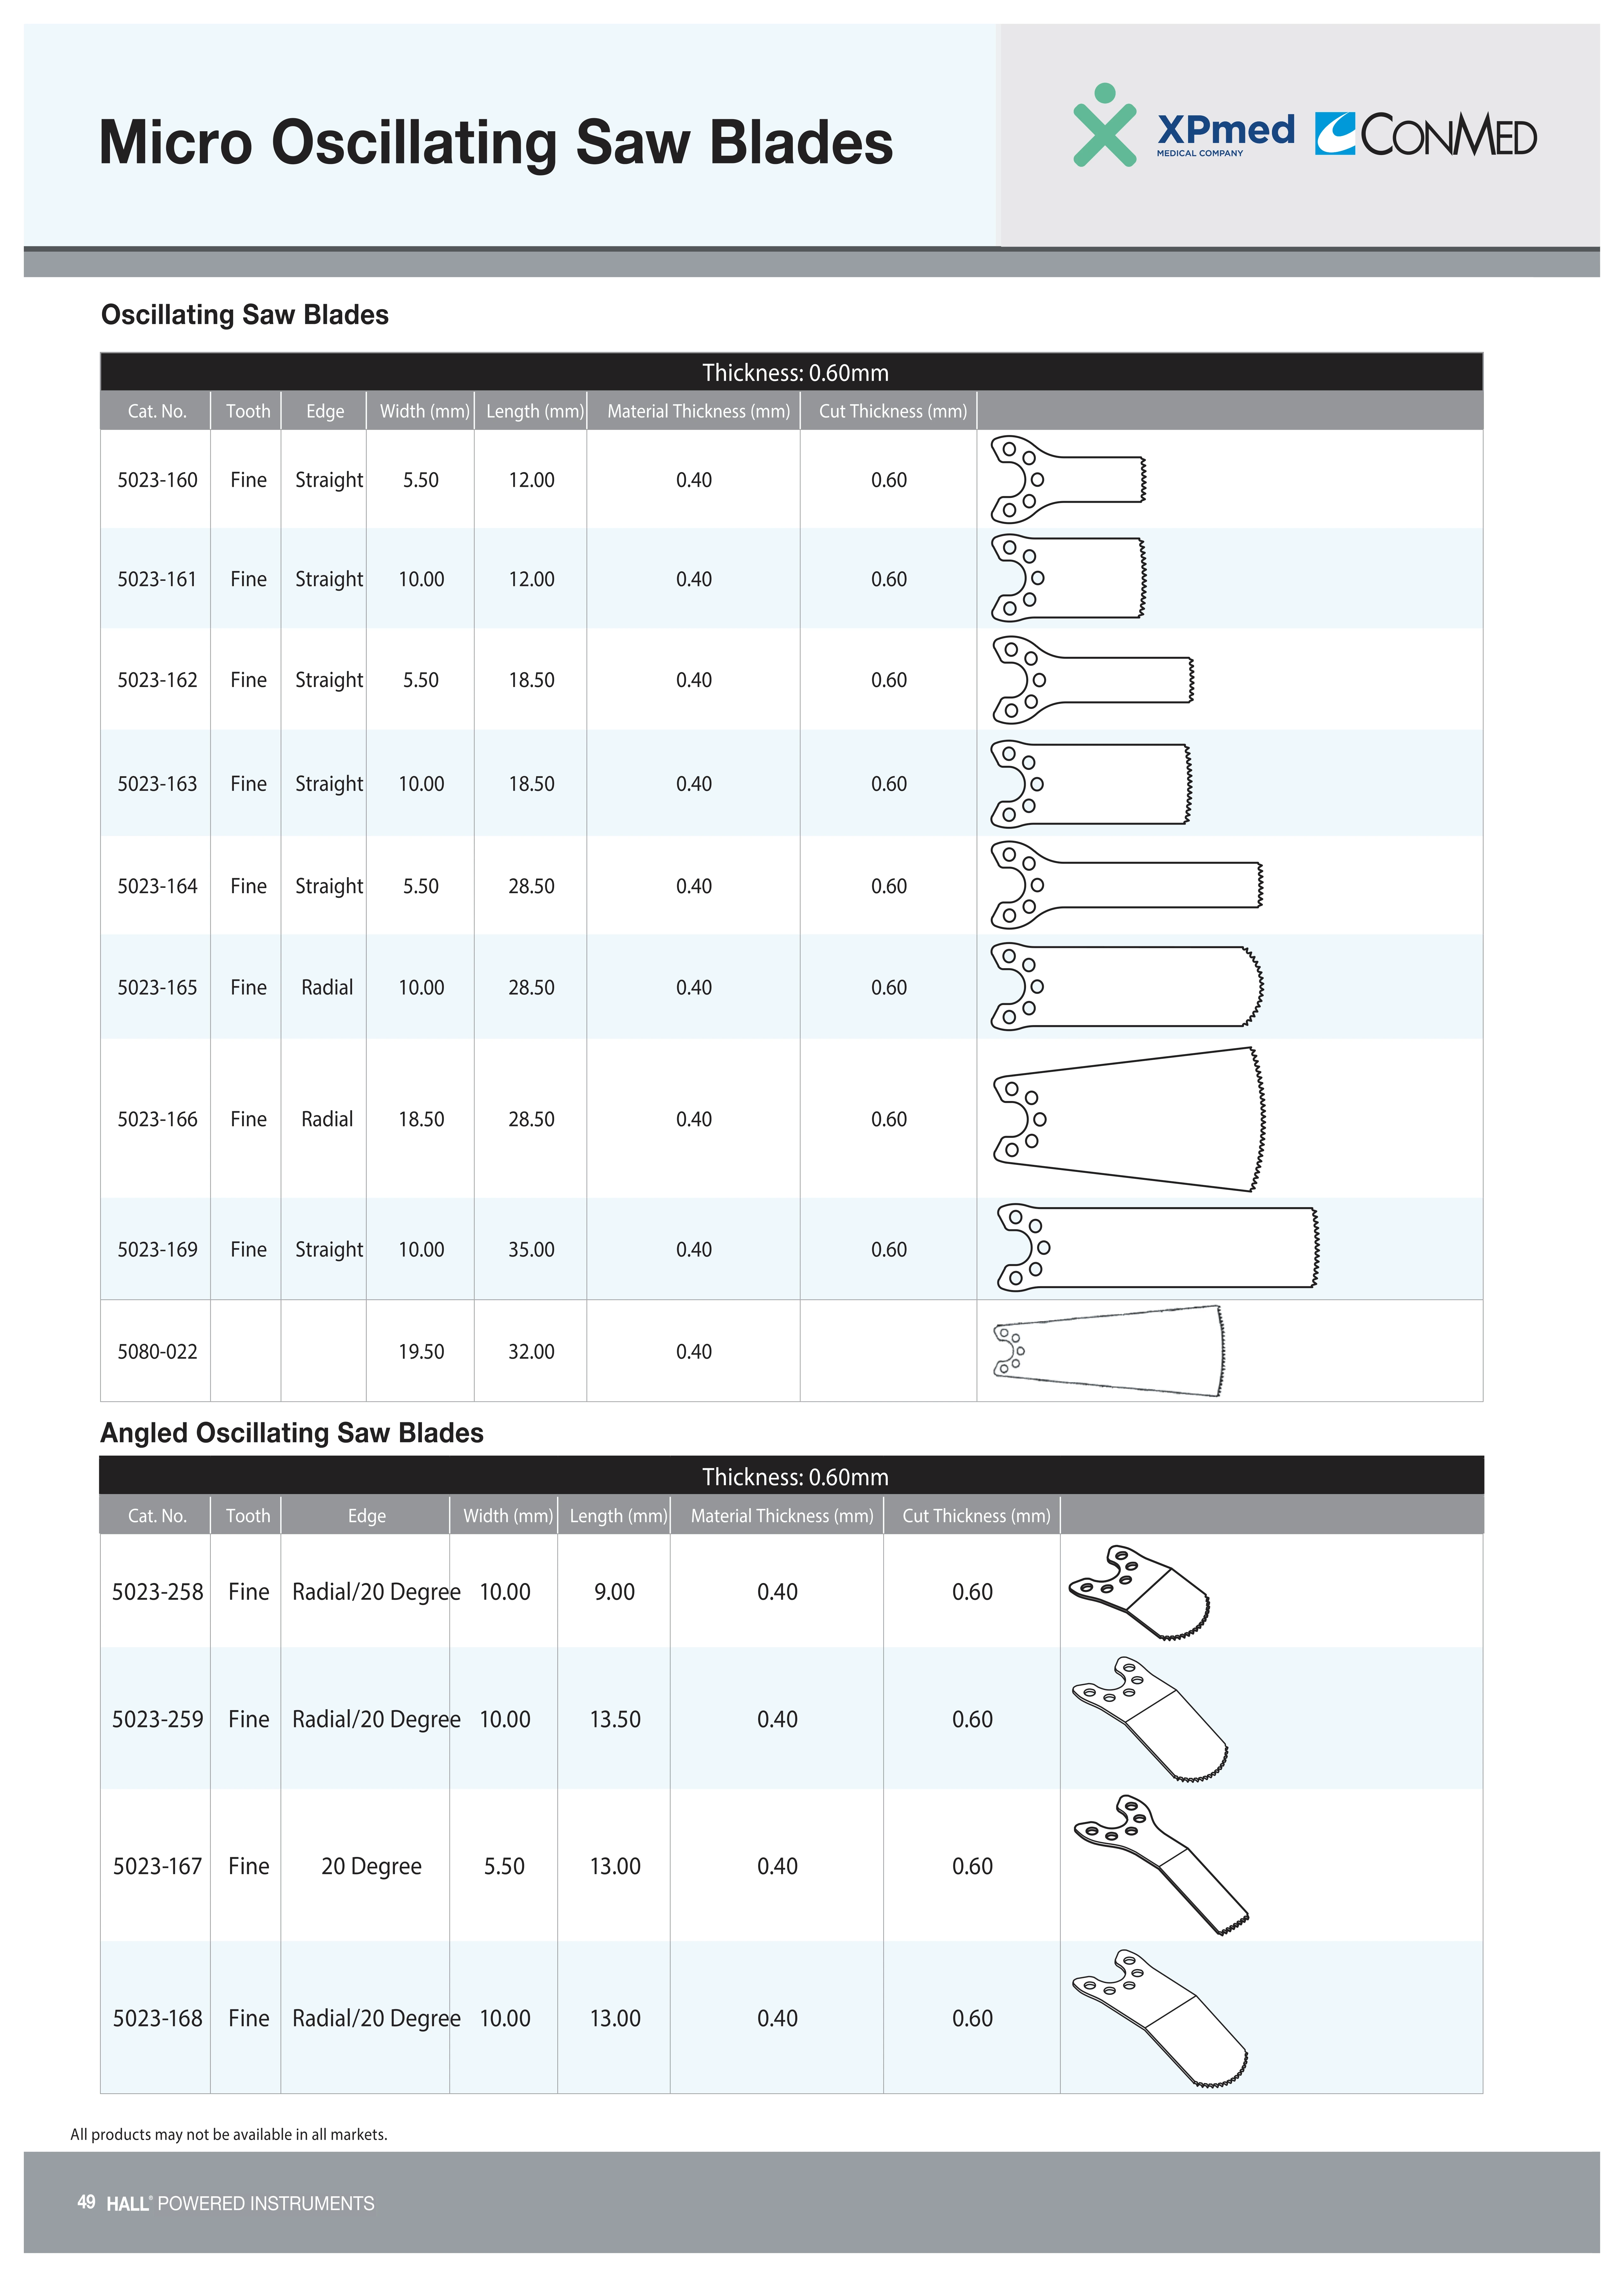 Micro Oscillating Saw Blades
XPmed
MEDICAL COMPANY
CONMED
Oscillating Saw Blades
Thickness: 0.60mm
Cat. No. Tooth Edge Width (mm) Length (mm) Material Thickness (mm) Cut Thickness (mm)
5023-160 Fine Straight 5.50 12.00 0.40 0.60
5023-161 Fine Straight 10.00 12.00 0.40 0.60
5023-162 Fine Straight 5.50 18.50 0.40 0.60
5023-163 Fine Straight 10.00 18.50 0.40 0.60
5023-164 Fine Straight 5.50 28.50 0.40 0.60
5023-165 Fine Radial 10.00 28.50 0.40 0.60
5023-166 Fine Radial 18.50 28.50 0.40 0.60
5023-169 Fine Straight 10.00 35.00 0.40 0.60
5080-022 19.50 32.00 0.40
Angled Oscillating Saw Blades
Thickness: 0.60mm
Cat. No. Tooth Edge Width (mm) Length (mm) Material Thickness (mm) Cut Thickness (mm)
5023-258 Fine Radial/20 Degree 10.00 9.00 0.40 0.60
5023-259 Fine Radial/20 Degree 10.00 13.50 0.40 0.60
5023-167 Fine 20 Degree 5.50 13.00 0.40 0.60
5023-168 Fine Radial/20 Degree 10.00 13.00 0.40 0.60
All products may not be available in all markets.
49 HALL® POWERED INSTRUMENTS